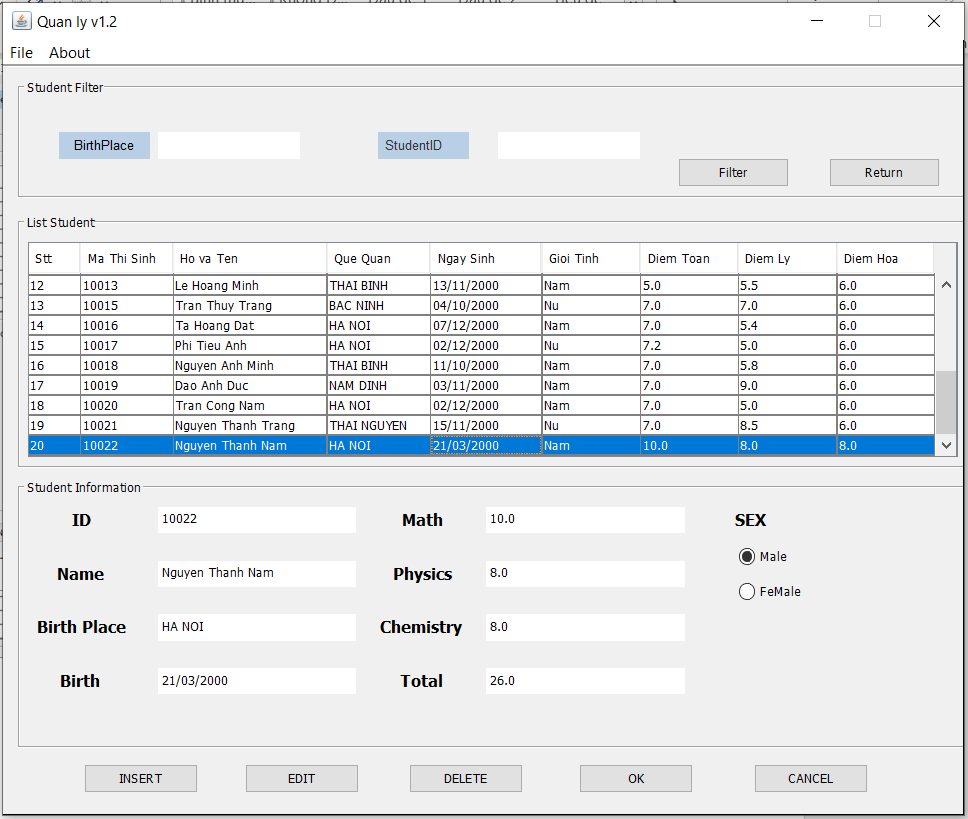 Quan ly v1.2
File About
Student Filter
BirthPlace StudentID
Filter Return
List Student
Stt Ma Thi Sinh Ho va Ten Que Quan Ngay Sinh Gioi Tinh Diem Toan Diem Ly Diem Hoa
12 10013 Le Hoang Minh THAI BINH 13/11/2000 Nam 5.0 5.5 6.0
13 10015 Tran Thuy Trang BAC NINH 04/10/2000 Nu 7.0 7.0 6.0
14 10016 Ta Hoang Dat HA NOI 07/12/2000 Nam 7.0 5.4 6.0
15 10017 Phi Tieu Anh HA NOI 02/12/2000 Nu 7.2 5.0 6.0
16 10018 Nguyen Anh Minh THAI BINH 11/10/2000 Nam 7.0 5.8 6.0
17 10019 Dao Anh Duc NAM DINH 03/11/2000 Nam 7.0 9.0 6.0
18 10020 Tran Cong Nam HA NOI 02/12/2000 Nam 7.0 5.0 6.0
19 10021 Nguyen Thanh Trang THAI NGUYEN 15/11/2000 Nu 7.0 8.5 6.0
20 10022 Nguyen Thanh Nam HA NOI 21/03/2000 Nam 10.0 8.0 8.0
Student Information
ID 10022 Math 10.0 SEX
Male
Name Nguyen Thanh Nam Physics 8.0
FeMale
Birth Place HA NOI Chemistry 8.0
Birth 21/03/2000 Total 26.0
INSERT EDIT DELETE OK CANCEL